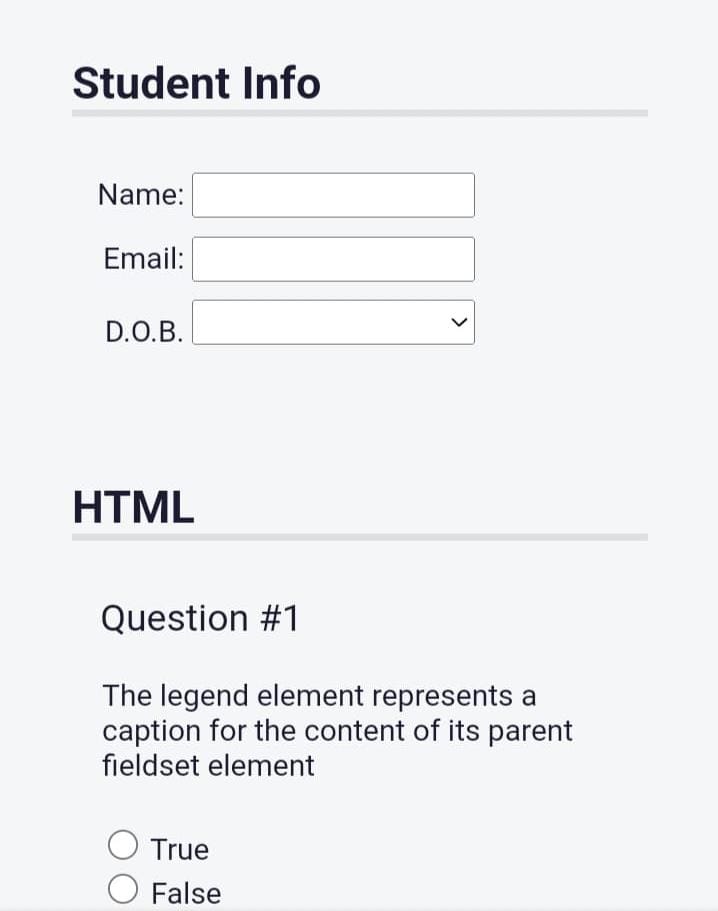 Student Info
Name:
Email:
D.O.B.
HTML
Question #1
The legend element represents a
caption for the content of its parent
fieldset element
True
False